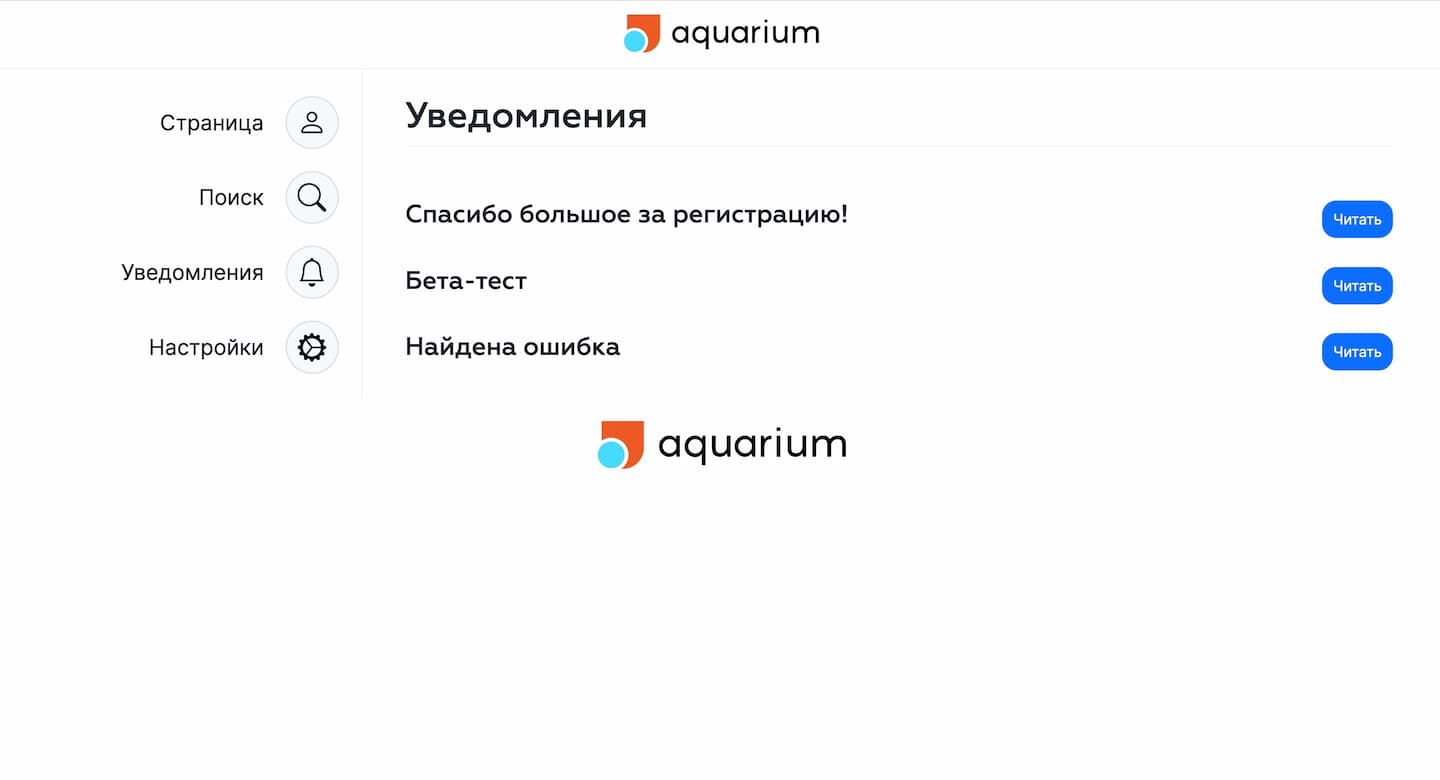 aquarium
Страница
Поиск
Уведомления
Настройки
Уведомления
Спасибо большое за регистрацию!
Читать
Бета-тест
Читать
Найдена ошибка
Читать
aquarium